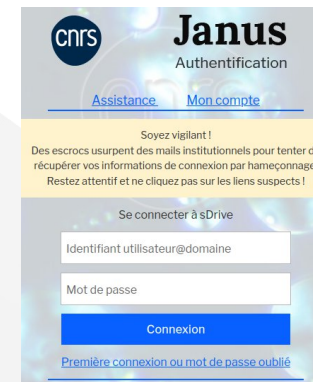 cnrs
Janus
Authentification
Assistance Mon compte
Soyez vigilant !
Des escrocs usurpent des mails institutionnels pour tenter d
récupérer vos informations de connexion par hameçonnage
Restez attentif et ne cliquez pas sur les liens suspects !
Se connecter à sDrive
Identifiant utilisateur@domaine
Mot de passe
Connexion
Première connexion ou mot de passe oublié